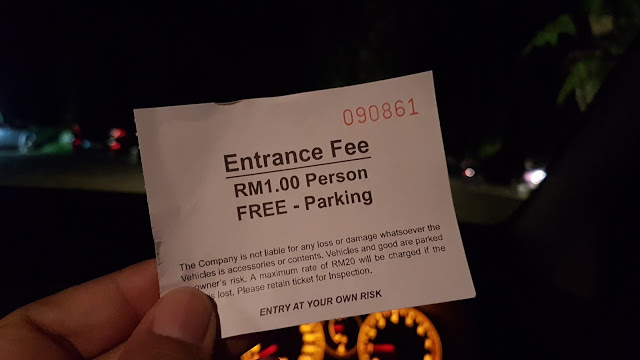 090861
Entrance Fee
RM1.00 Person
FREE - Parking
The Company is not liable for any loss or damage whatsoever the
Vehicles is accessories or contents. Vehicles and good are parked
owner's risk. A maximum rate of RM20 will be charged if the
lost. Please retain ticket for Inspection.
ENTRY AT YOUR OWN RISK